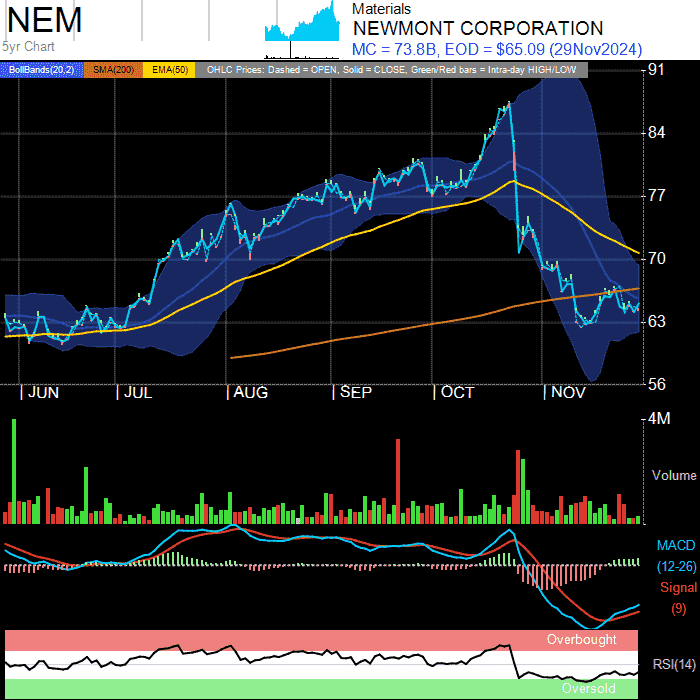 NEM
5yr Chart
Materials
NEWMONT CORPORATION
MC = 73.8B, EOD = $65.09 (29Nov2024)
BollBands(20,2) SMA(200) EMA(50) OHLC Prices: Dashed = OPEN, Solid = CLOSE, Green/Red bars = Intra-day HIGH/LOW
91
84
77
70
63
56
JUN JUL AUG SEP OCT NOV
4M
Volume
MACD
(12-26)
Signal
(9)
Overbought
RSI(14)
Oversold